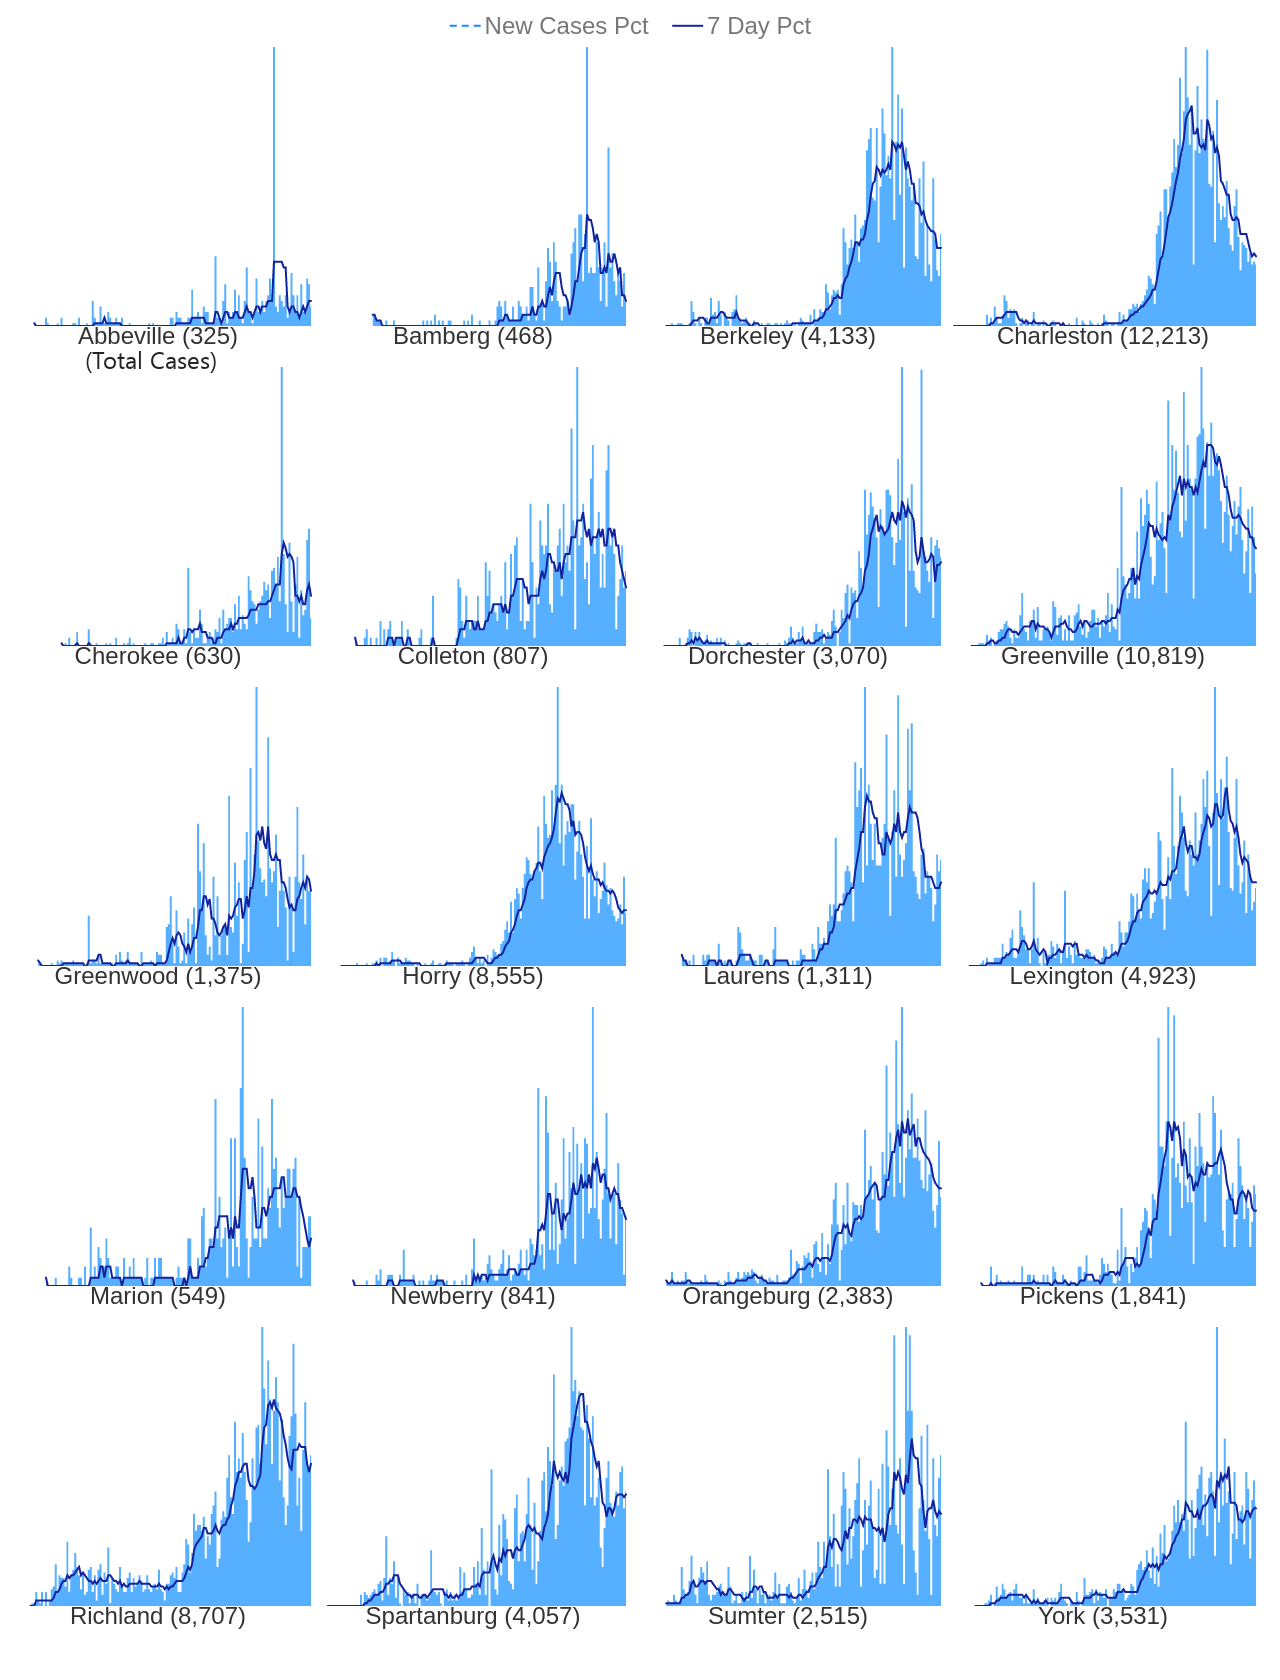 New Cases Pct 7 Day Pct
Abbeville (325) Bamberg (468) Berkeley (4,133) Charleston (12,213)
(Total Cases)
Cherokee (630) Colleton (807) Dorchester (3,070) Greenville (10,819)
Greenwood (1,375) Horry (8,555) Laurens (1,311) Lexington (4,923)
Marion (549) Newberry (841) Orangeburg (2,383) Pickens (1,841)
Richland (8,707) Spartanburg (4,057) Sumter (2,515) York (3,531)